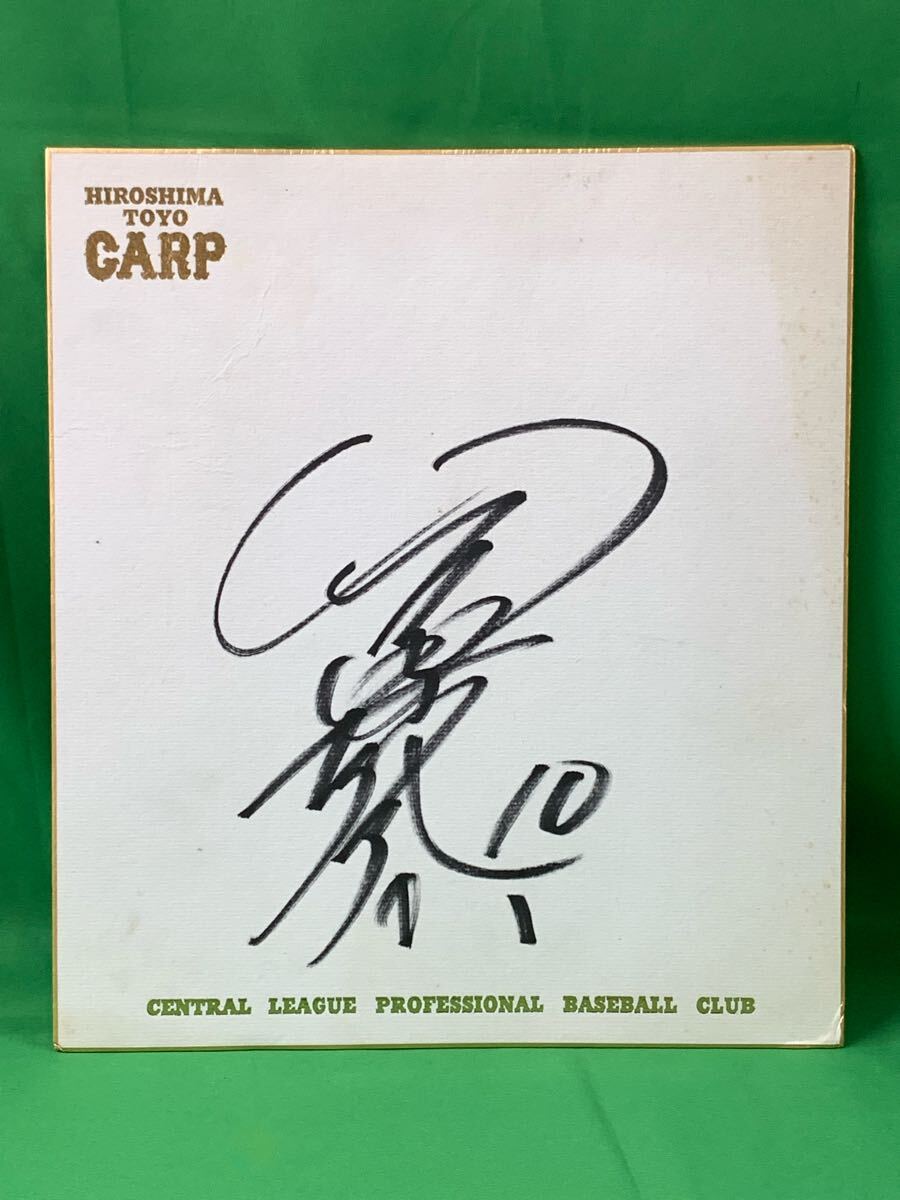 HIROSHIMA
TOYO
CARP
10
CENTRAL LEAGUE PROFESSIONAL BASEBALL CLUB